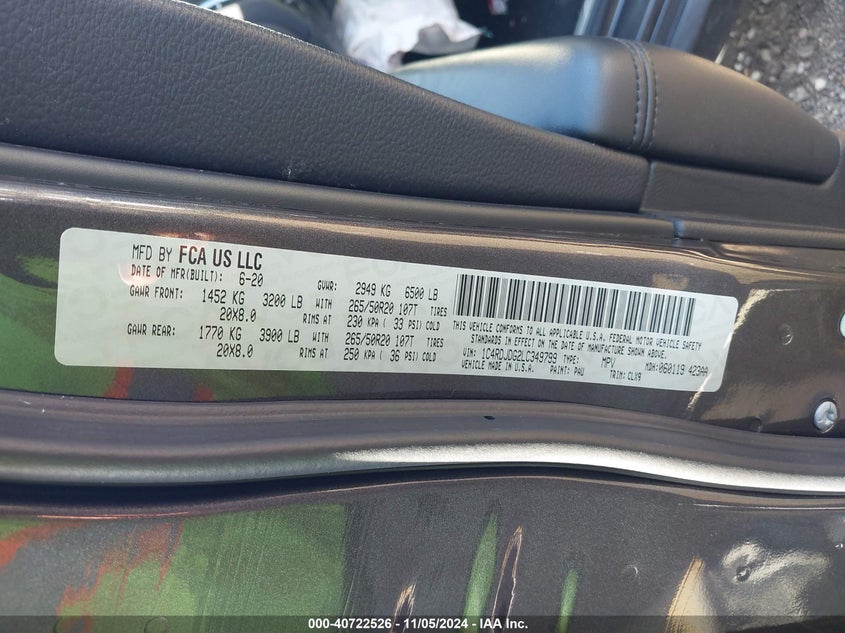 MFD BY FCA US LLC
DATE OF MFR(BUILT): 6-20 GVWR: 2949 KG 6500 LB
GAWR FRONT: 1452 KG 3200 LB WITH 265/50R20 107T TIRES
20X8.0 RIMS AT 230 KPA ( 33 PSI) COLD
GAWR REAR: 1770 KG 3900 LB WITH 265/50R20 107T TIRES
20X8.0 RIMS AT 250 KPA ( 36 PSI) COLD
THIS VEHICLE CONFORMS TO ALL APPLICABLE U.S.A. FEDERAL MOTOR VEHICLE SAFETY
STANDARDS IN EFFECT ON THE DATE OF MANUFACTURE SHOWN ABOVE.
VIN: 1C4RDJDG2LC349799 TYPE: MPV MDH: 060119 423AA
VEHICLE MADE IN U.S.A. PAINT: PAU TRIM: CLX9
000-40722526 - 11/05/2024 - © IAA, Inc.